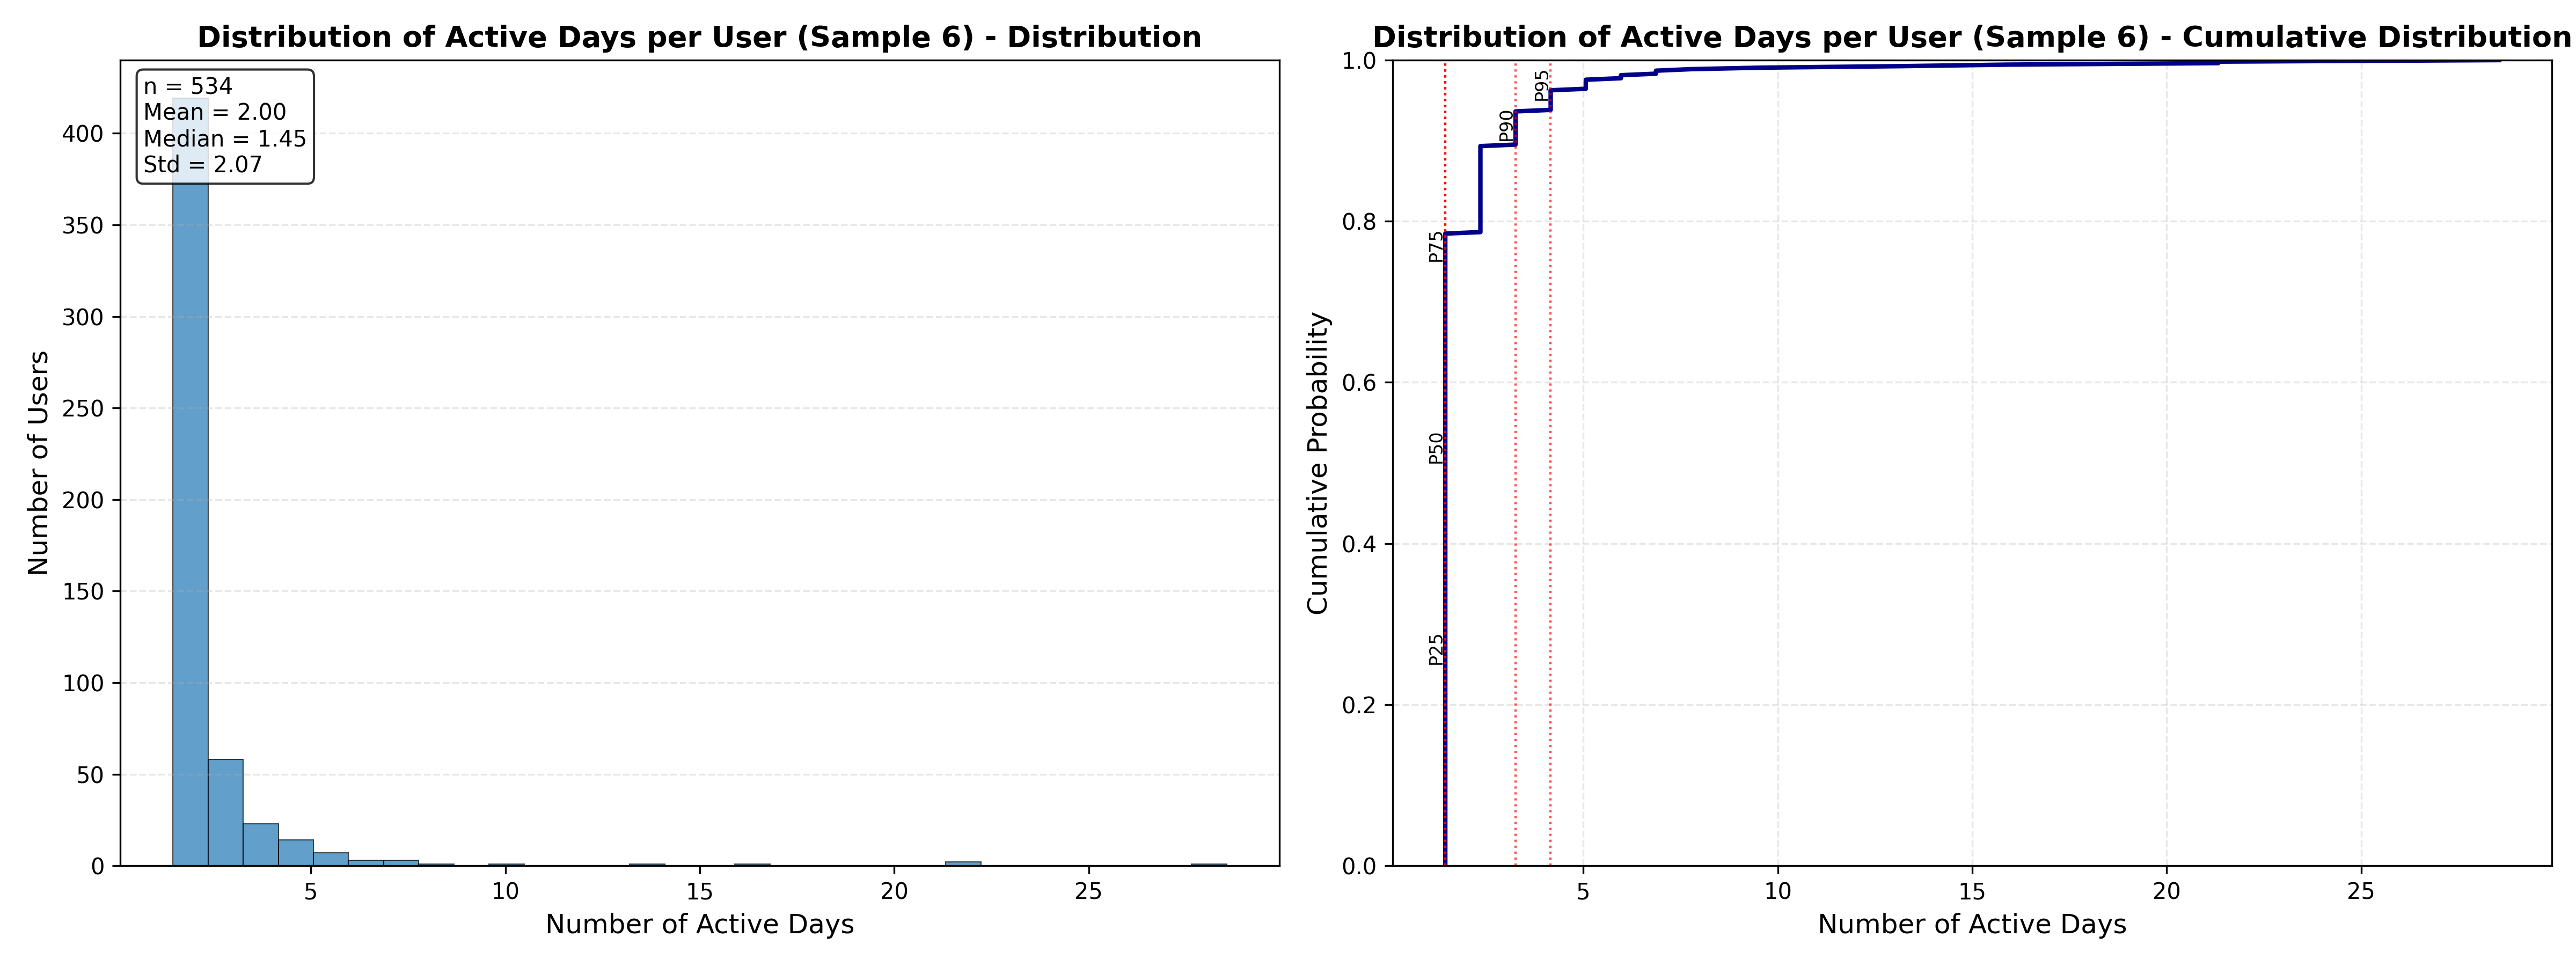 Distribution of Active Days per User (Sample 6) - Distribution
n = 534
Mean = 2.00
Median = 1.45
Std = 2.07
400
350
300
250
200
150
100
50
0
Number of Users
5 10 15 20 25
Number of Active Days
Distribution of Active Days per User (Sample 6) - Cumulative Distribution
1.0
0.8
0.6
0.4
0.2
0.0
Cumulative Probability
P95
P90
P75
P50
P25
5 10 15 20 25
Number of Active Days